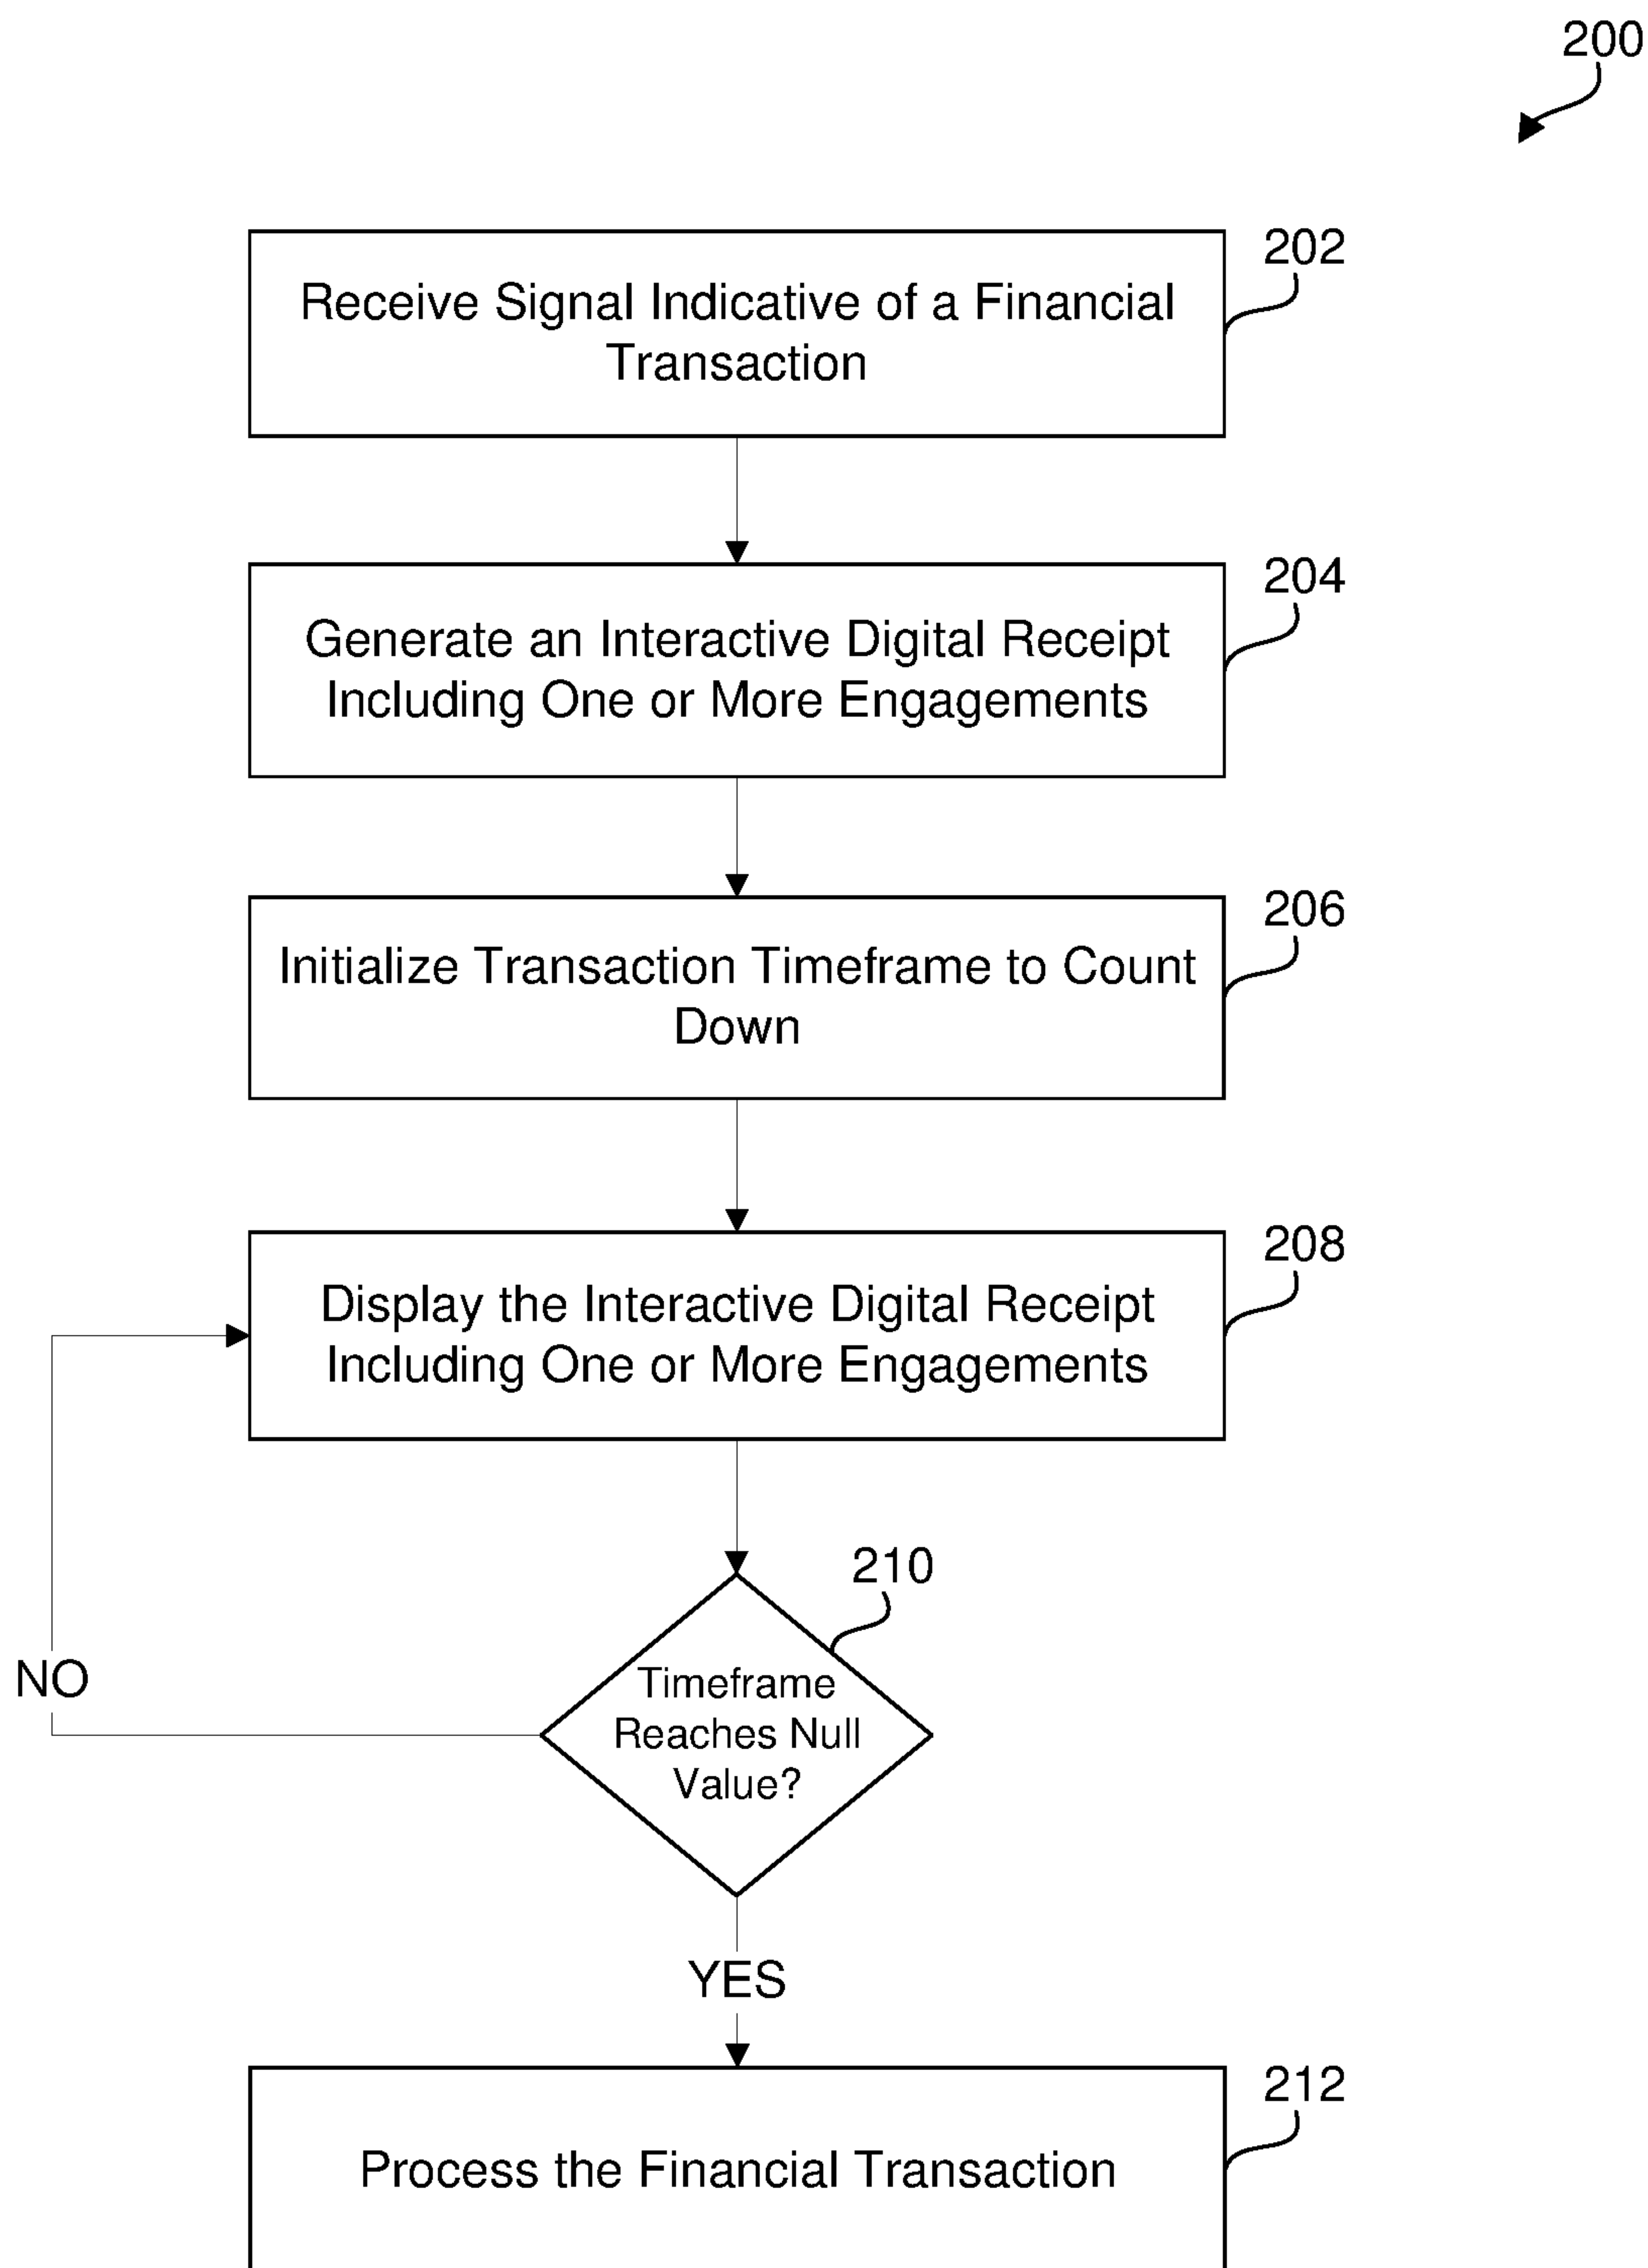 200
202
Receive Signal Indicative of a Financial
Transaction
204
Generate an Interactive Digital Receipt
Including One or More Engagements
206
Initialize Transaction Timeframe to Count
Down
208
Display the Interactive Digital Receipt
Including One or More Engagements
210
NO
Timeframe
Reaches Null
Value?
YES
212
Process the Financial Transaction